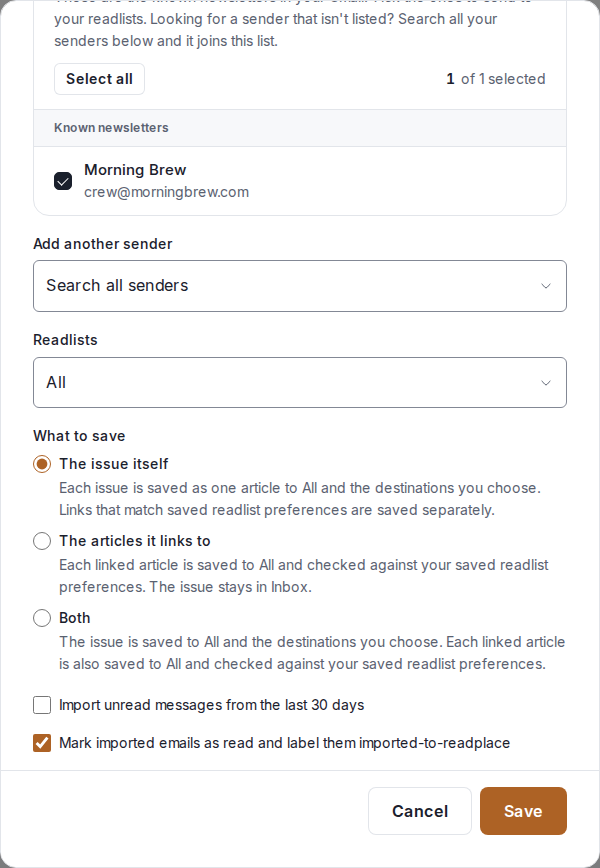 your readlists. Looking for a sender that isn't listed? Search all your
senders below and it joins this list.
Select all
1 of 1 selected
Known newsletters
Morning Brew
crew@morningbrew.com
Add another sender
Search all senders
Readlists
All
What to save
The issue itself
Each issue is saved as one article to All and the destinations you choose.
Links that match saved readlist preferences are saved separately.
The articles it links to
Each linked article is saved to All and checked against your saved readlist
preferences. The issue stays in Inbox.
Both
The issue is saved to All and the destinations you choose. Each linked article
is also saved to All and checked against your saved readlist preferences.
Import unread messages from the last 30 days
Mark imported emails as read and label them imported-to-readplace
Cancel
Save